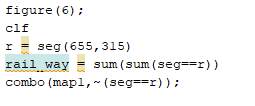 figure(6);
clf
r = seg(655,315)
rail_way = sum(sum(seg==r))
combo(map1,~(seg==r));